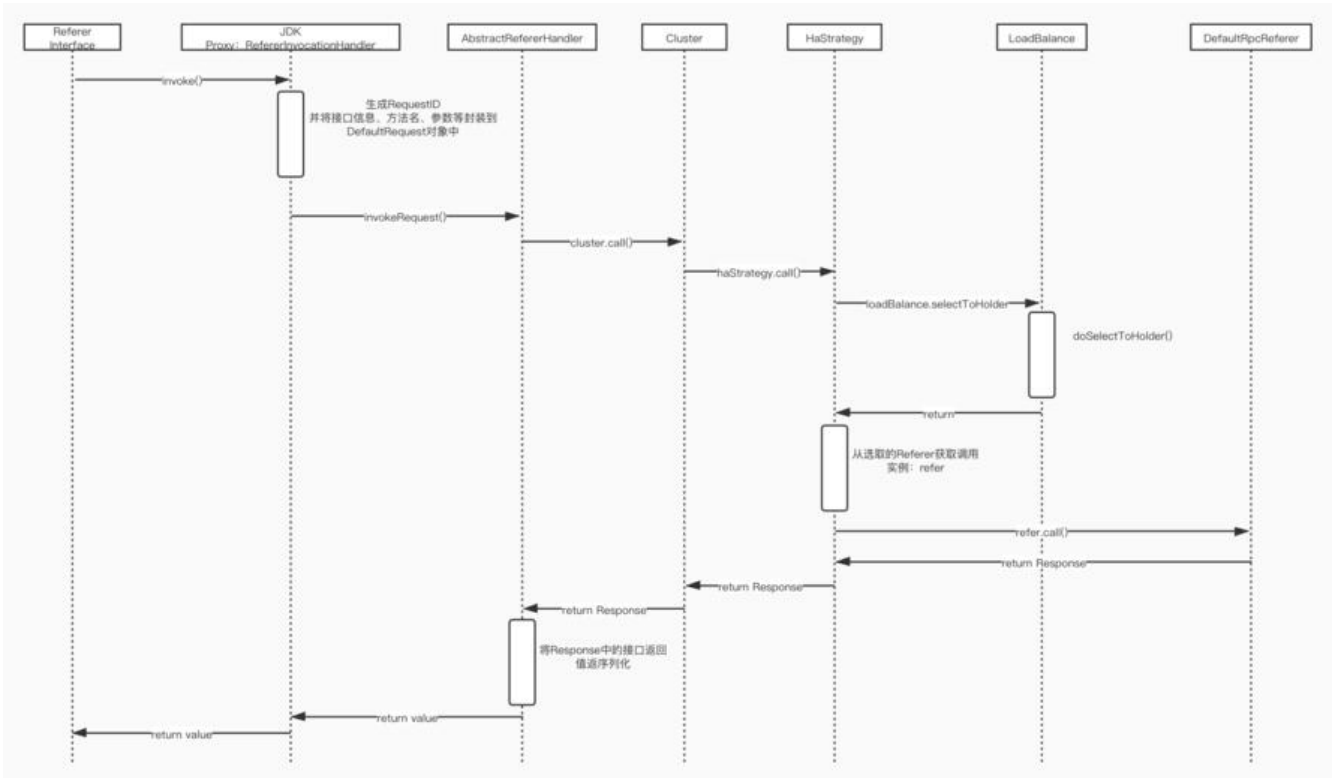 Referer
Interface
JDK
Proxy：RefererInvocationHandler
AbstractRefererHandler
Cluster
HaStrategy
LoadBalance
DefaultRpcReferer
invoke()
生成RequestID
并将接口信息、方法名、参数等封装到
DefaultRequest对象中
invokeRequest()
cluster.call()
haStrategy.call()
loadBalance.selectToHolder
doSelectToHolder()
return
从选取的Referer获取调用
实例：refer
refer.call()
return Response
return Response
return Response
将Response中的接口返回
值返序列化
return value
return value